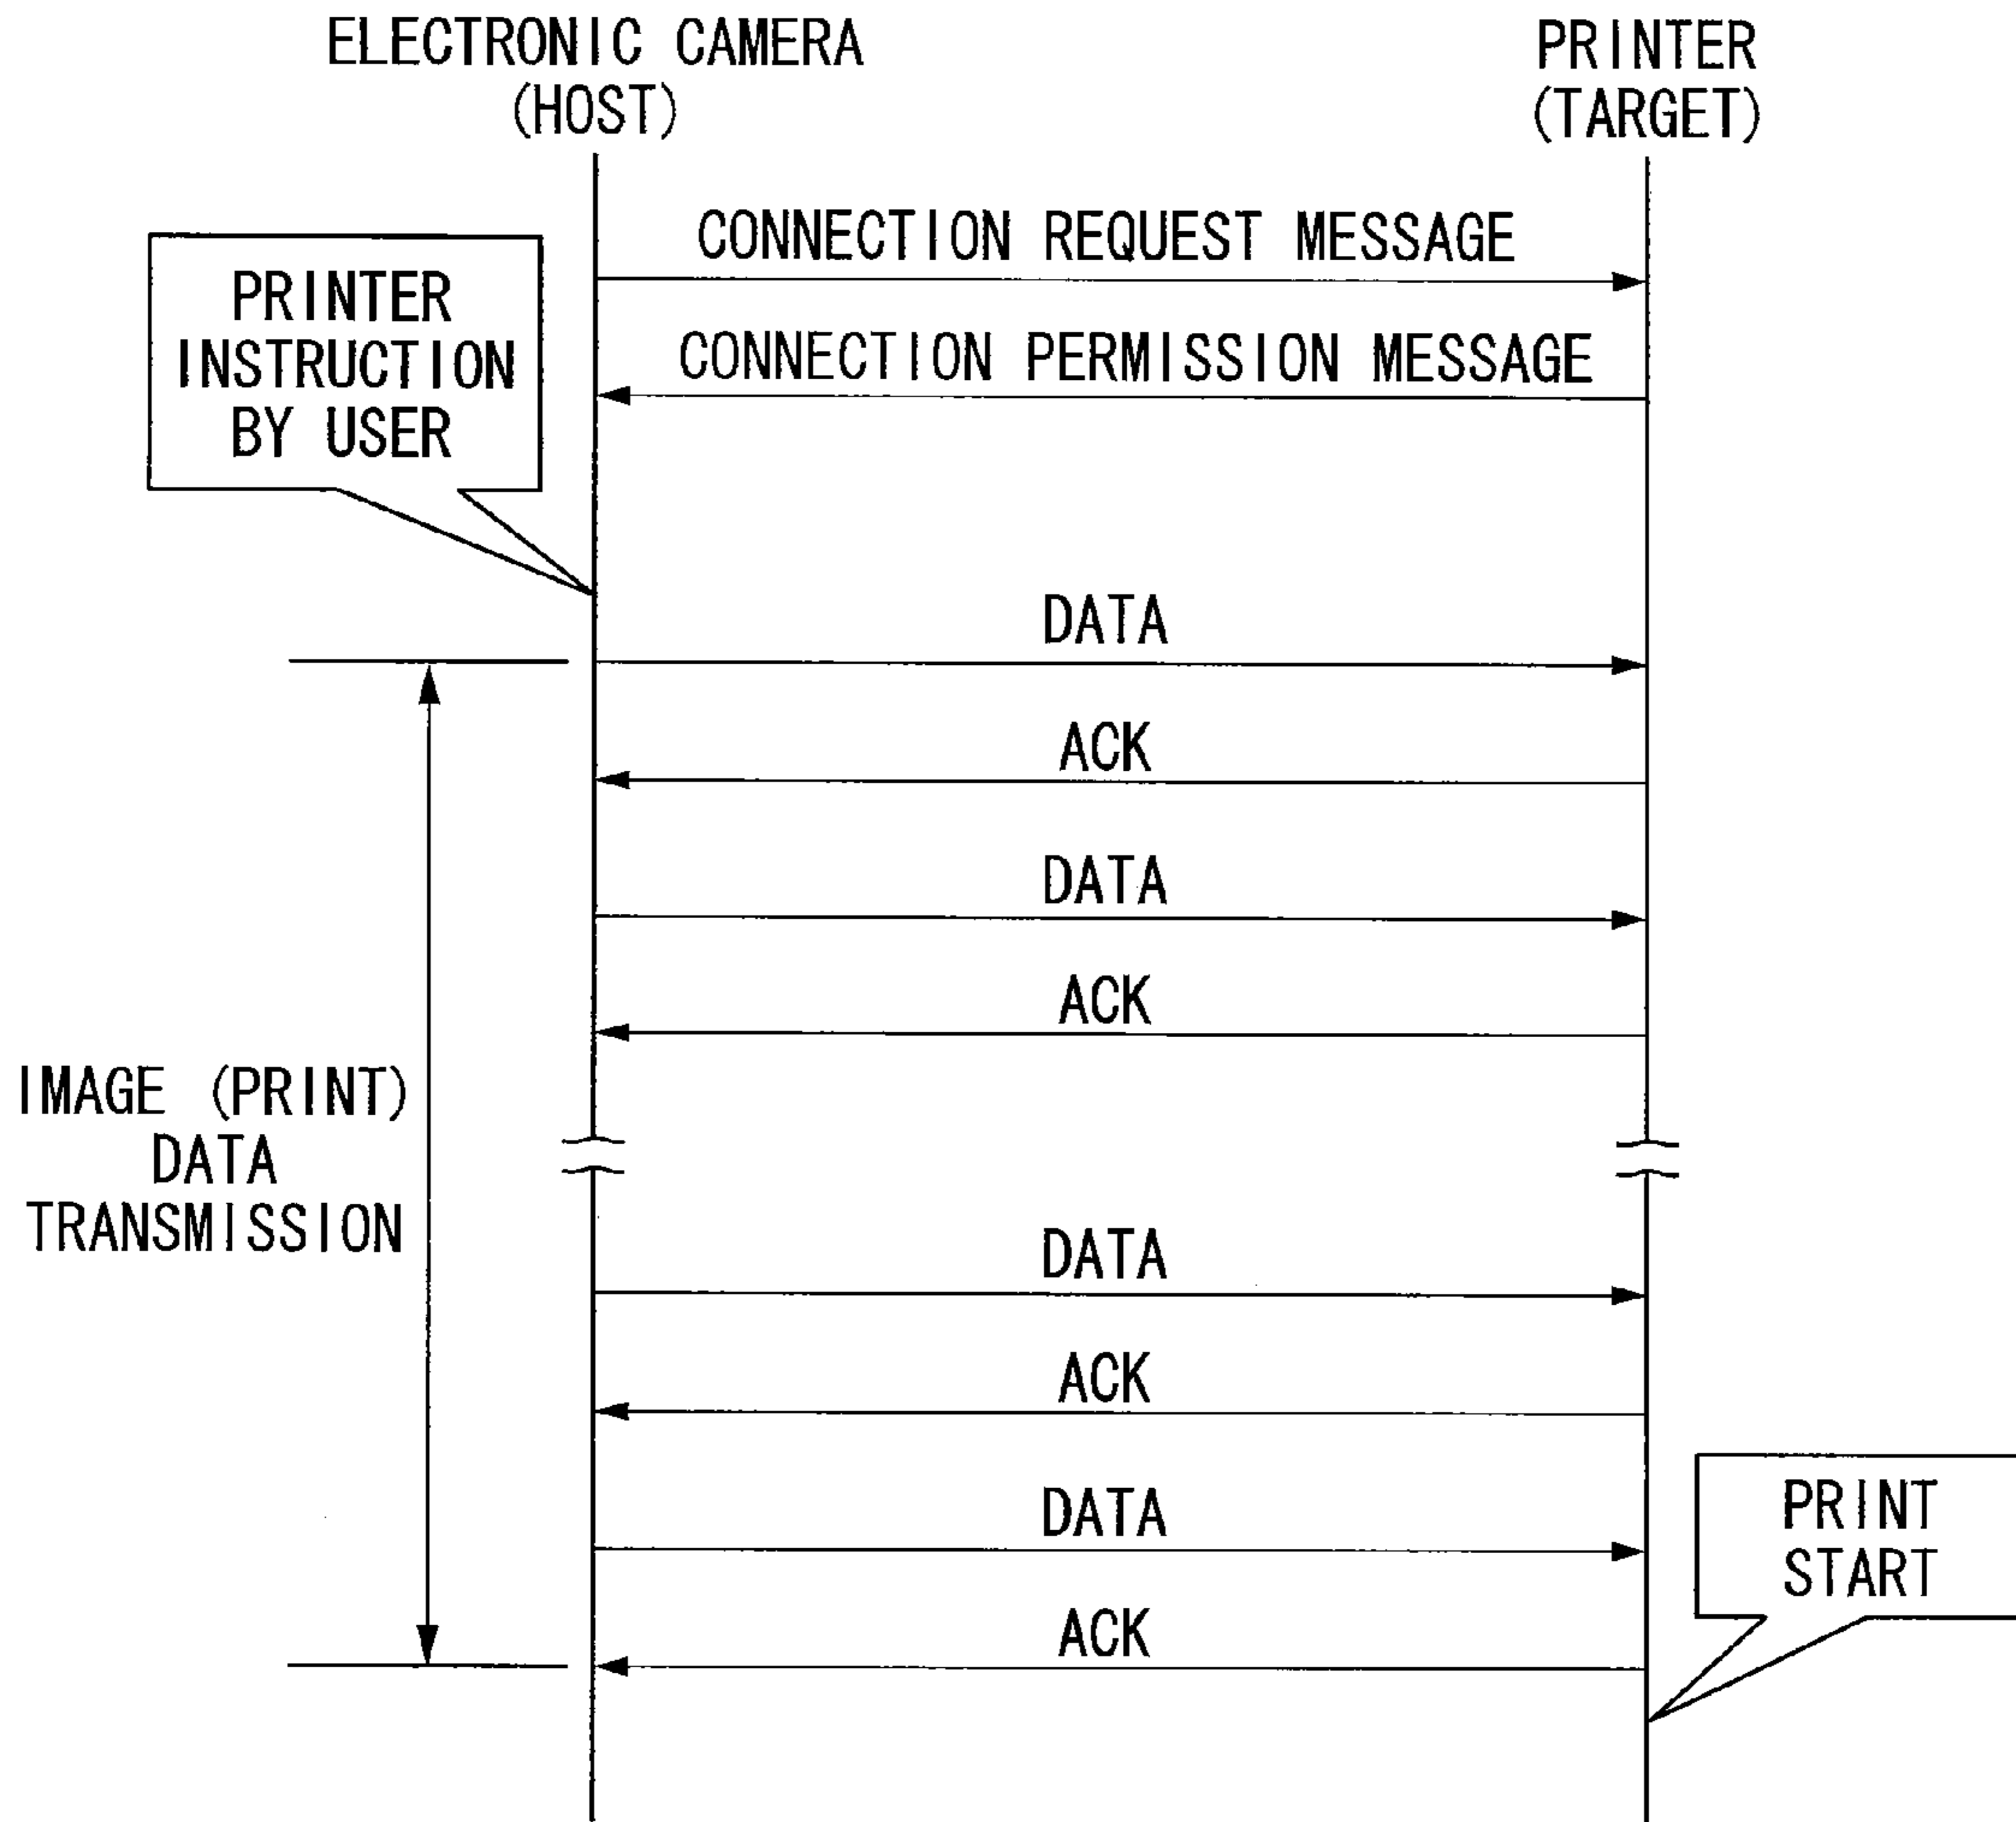 ELECTRONIC CAMERA
(HOST)
PRINTER
(TARGET)
CONNECTION REQUEST MESSAGE
PRINTER
INSTRUCTION
BY USER
CONNECTION PERMISSION MESSAGE
DATA
ACK
DATA
ACK
IMAGE (PRINT)
DATA
TRANSMISSION
DATA
ACK
DATA
PRINT
START
ACK